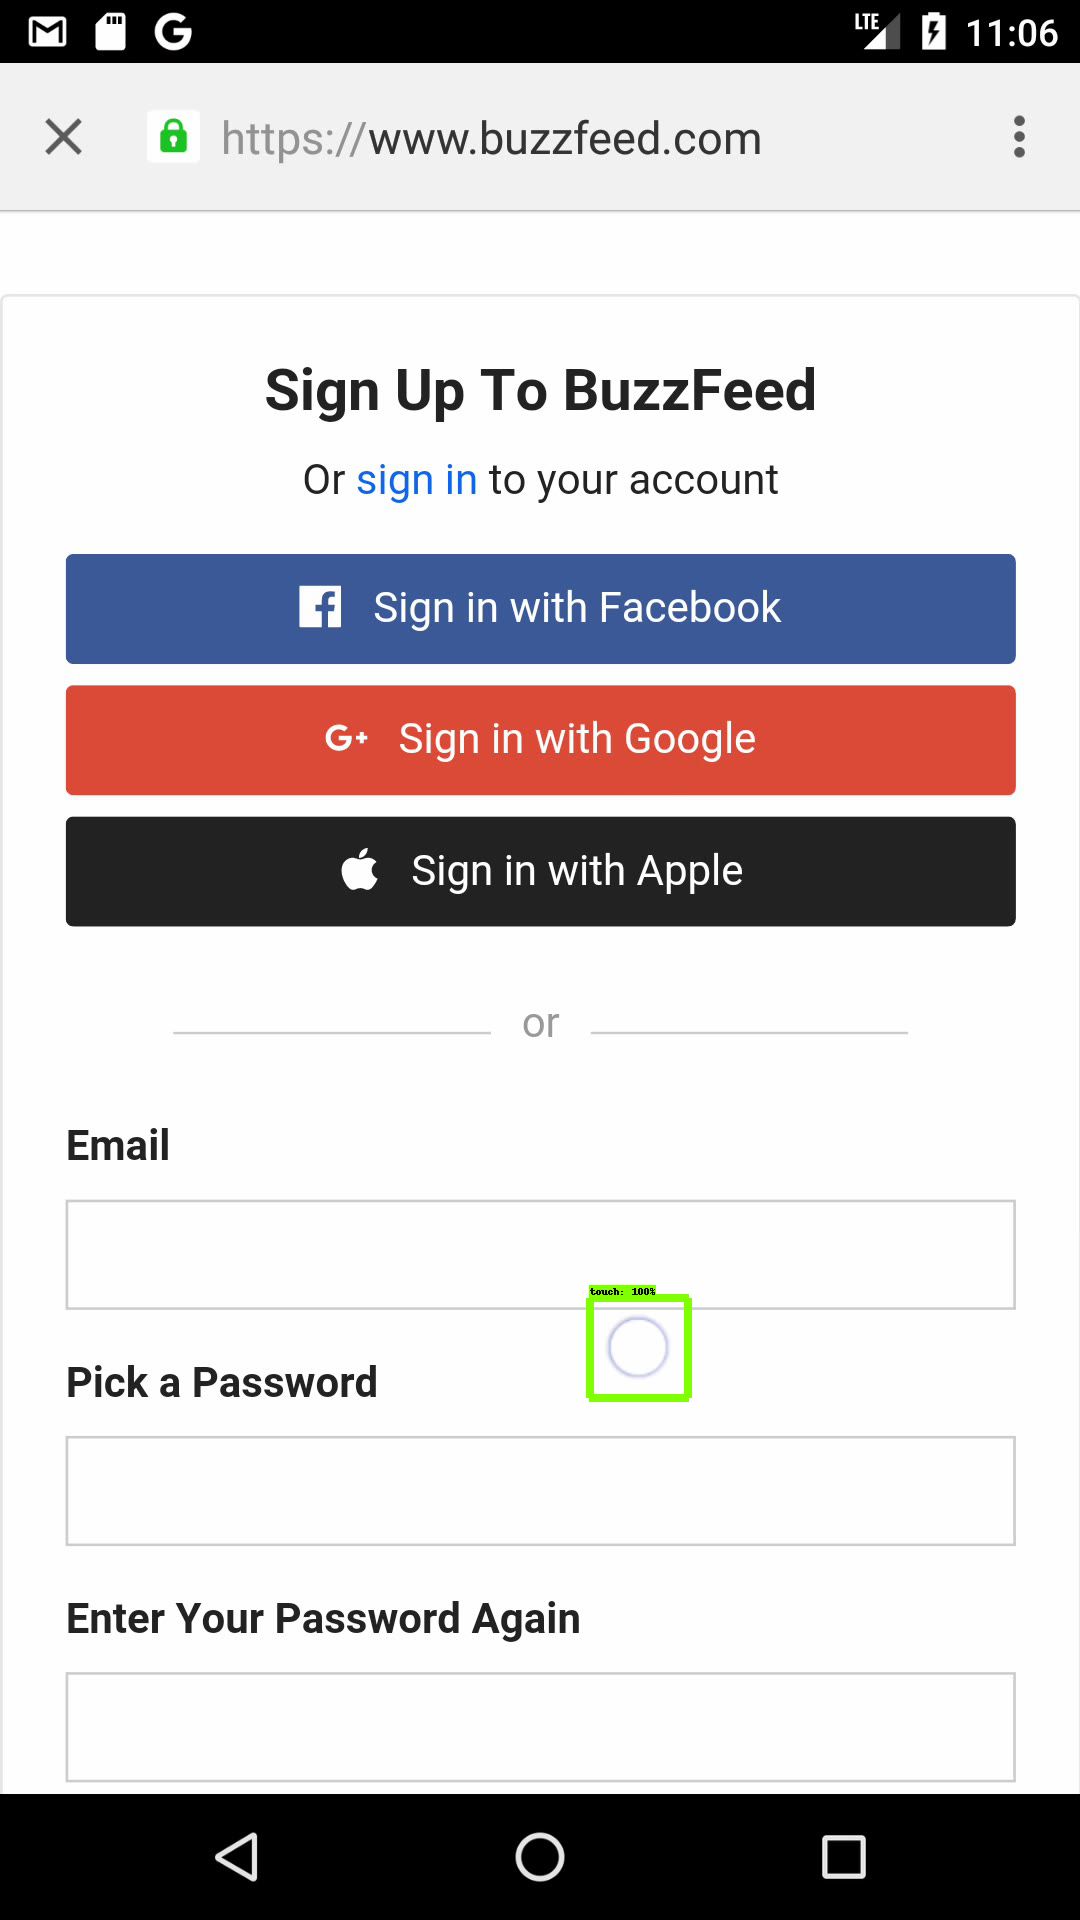 LTE 11:06
https://www.buzzfeed.com
Sign Up To BuzzFeed
Or sign in to your account
Sign in with Facebook
G+ Sign in with Google
Sign in with Apple
or
Email
touch: 100%
Pick a Password
Enter Your Password Again